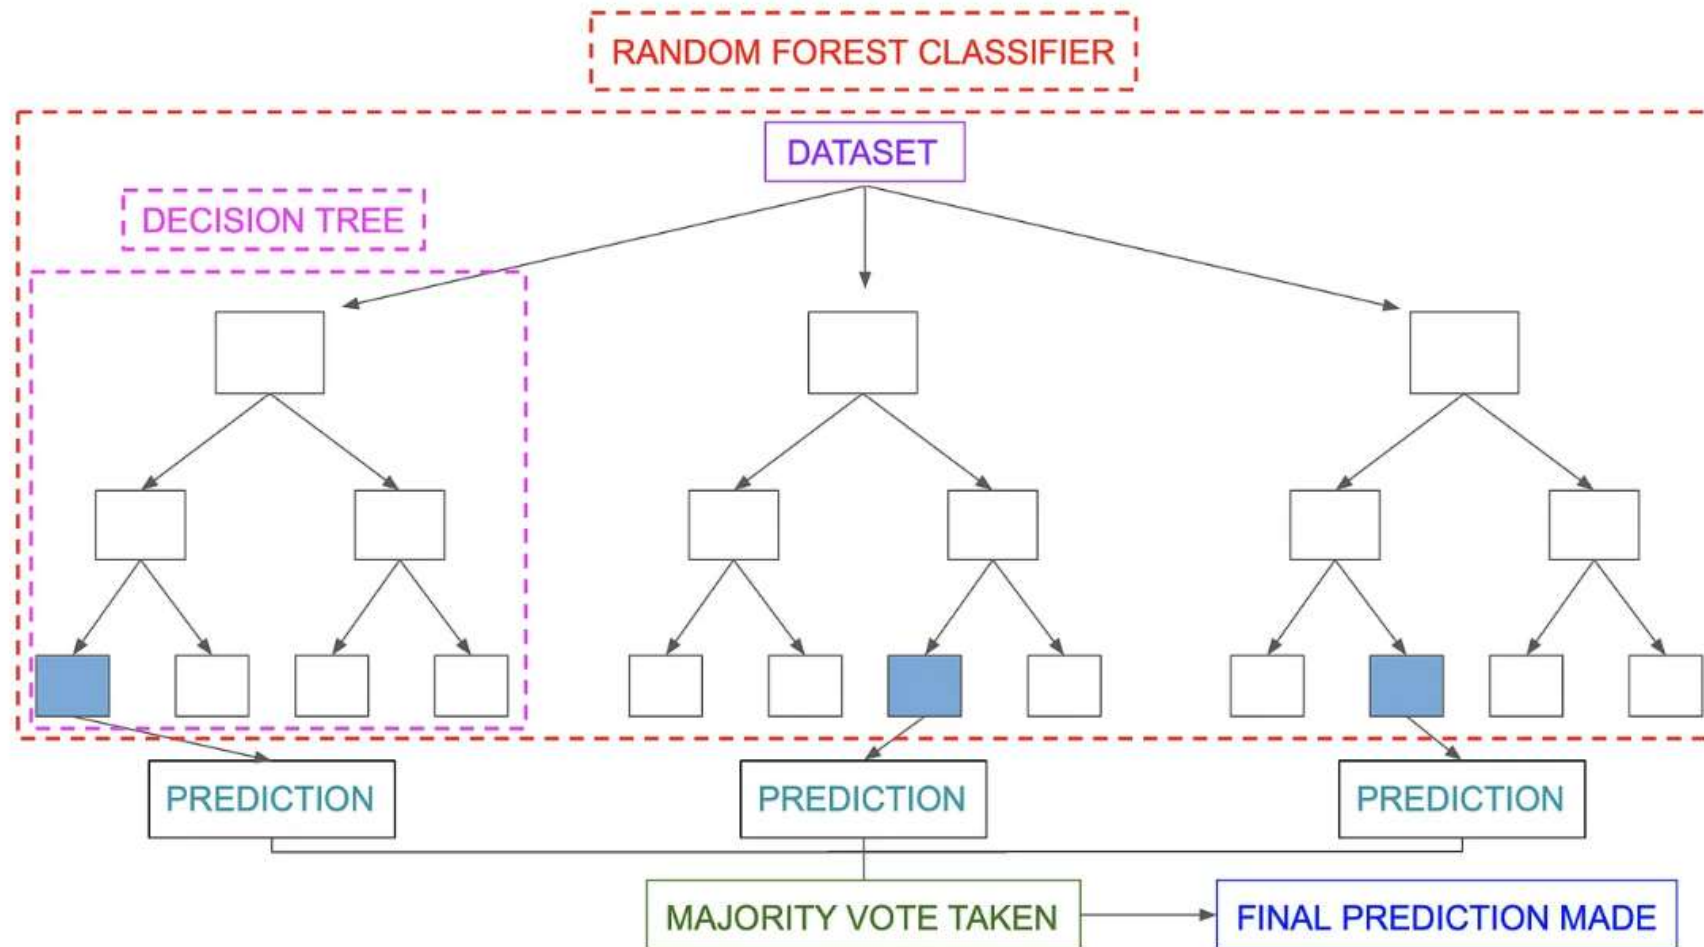 RANDOM FOREST CLASSIFIER
DATASET
DECISION TREE
PREDICTION
PREDICTION
PREDICTION
MAJORITY VOTE TAKEN
FINAL PREDICTION MADE